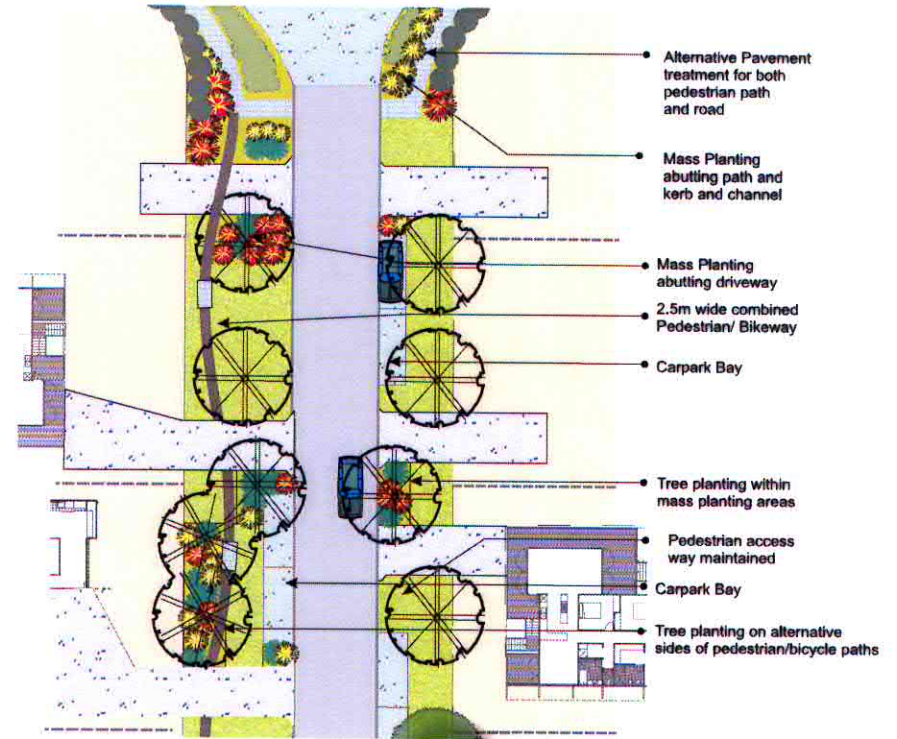 Alternative Pavement
treatment for both
pedestrian path
and road
Mass Planting
abutting path and
kerb and channel
Mass Planting
abutting driveway
2.5m wide combined
Pedestrian/ Bikeway
Carpark Bay
Tree planting within
mass planting areas
Pedestrian access
way maintained
Carpark Bay
Tree planting on alternative
sides of pedestrian/bicycle paths